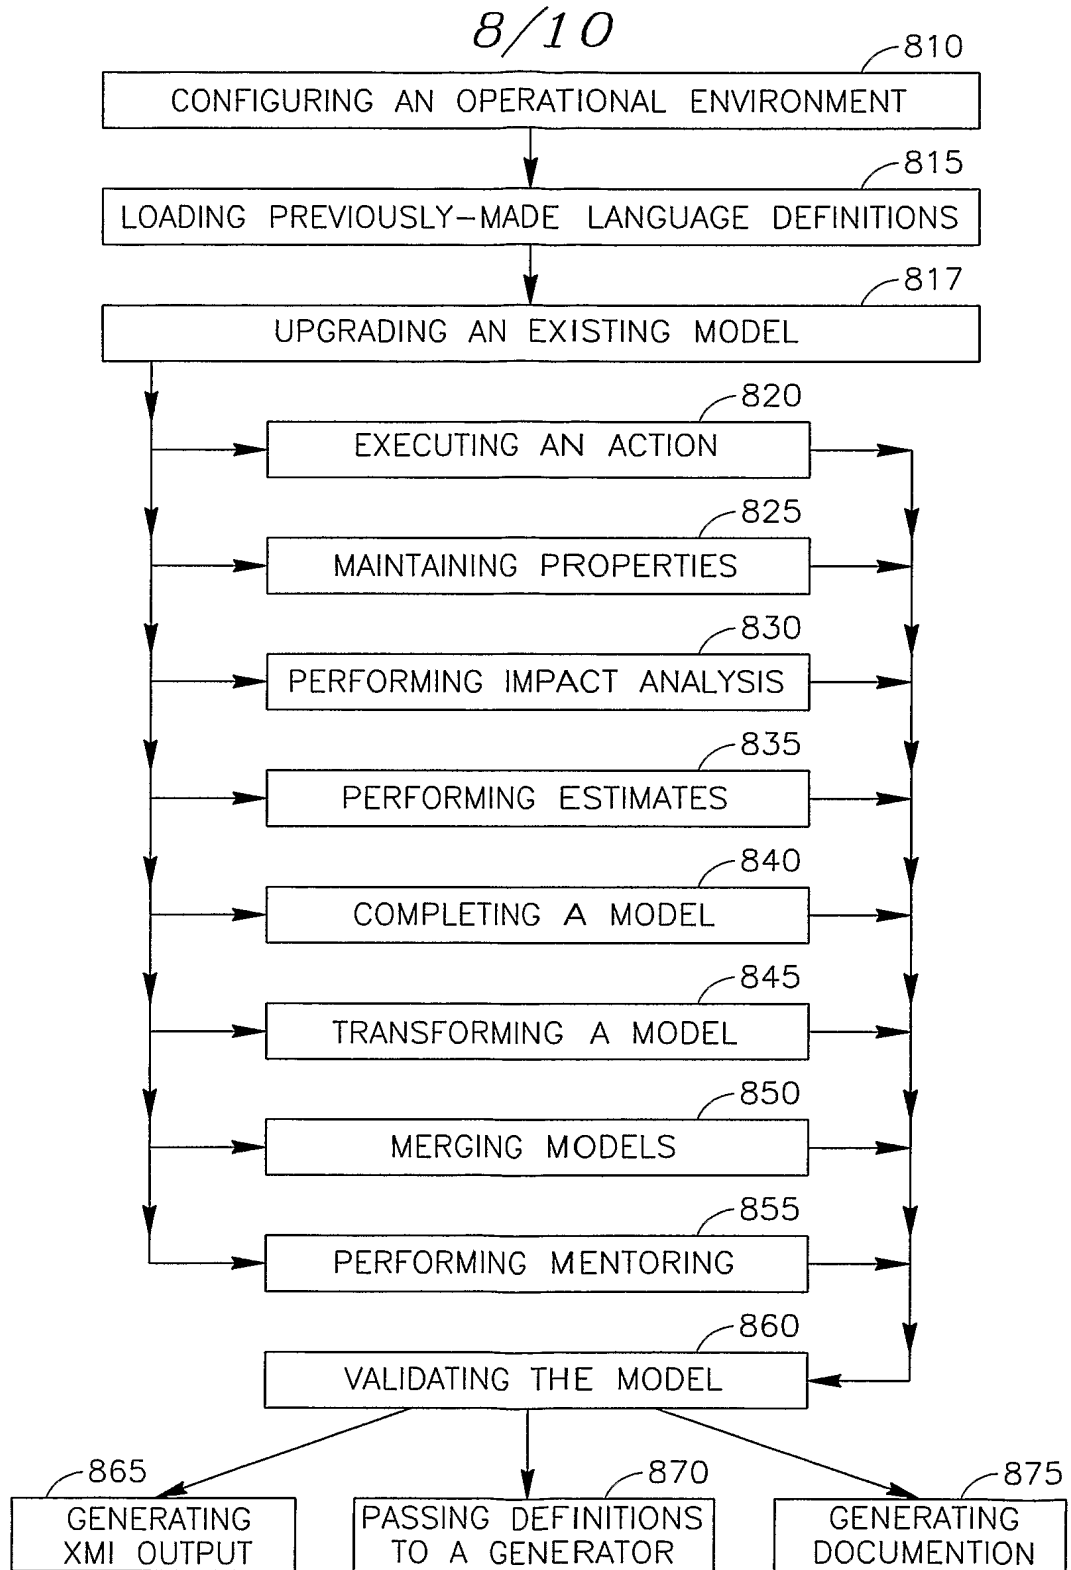 8/10
810
CONFIGURING AN OPERATIONAL ENVIRONMENT
815
LOADING PREVIOUSLY-MADE LANGUAGE DEFINITIONS
817
UPGRADING AN EXISTING MODEL
820
EXECUTING AN ACTION
825
MAINTAINING PROPERTIES
830
PERFORMING IMPACT ANALYSIS
835
PERFORMING ESTIMATES
840
COMPLETING A MODEL
845
TRANSFORMING A MODEL
850
MERGING MODELS
855
PERFORMING MENTORING
860
VALIDATING THE MODEL
865
GENERATING
XMI OUTPUT
870
PASSING DEFINITIONS
TO A GENERATOR
875
GENERATING
DOCUMENTION